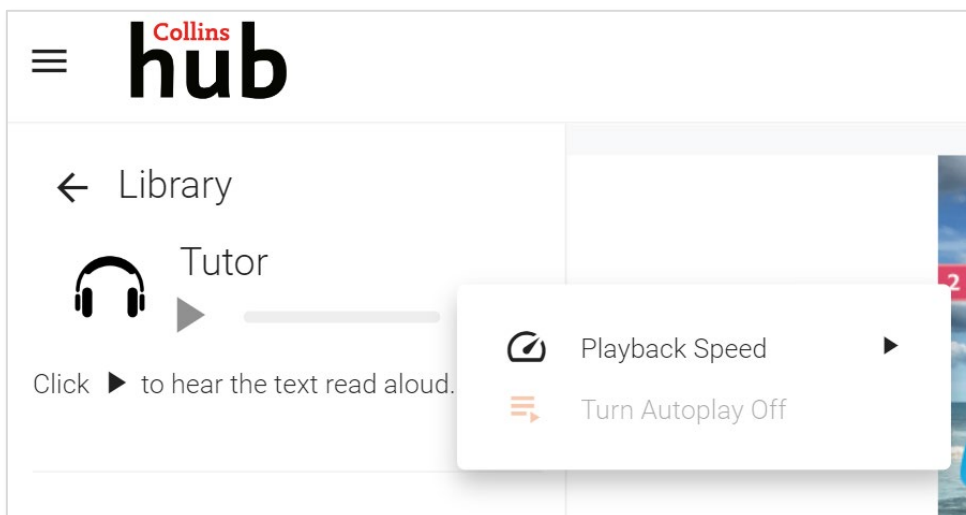 Collins
hub
Library
Tutor
Click ▶ to hear the text read aloud.
Playback Speed
Turn Autoplay Off
2